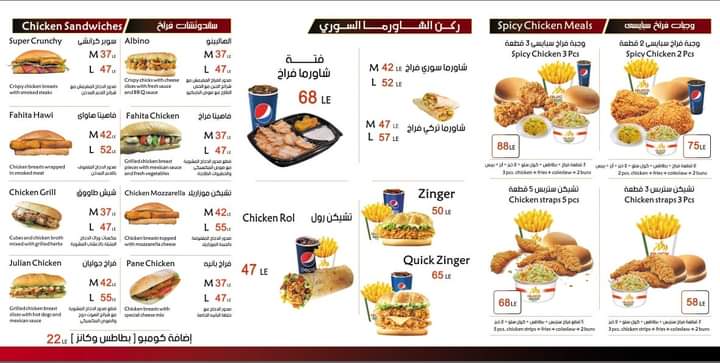 Chicken Sandwiches
ساندوتشات فراخ
Super Crunchy
سوبر كرانشي
M 37 LE
L 47 LE
Crispy chicken breasts
with smoked meats
Albino
الهالبينو
M 37 LE
L 47 LE
Crispy chicks with cheese
slices with fresh sauce
and BBQ sauce
Fahita Hawi
فاهيتا هاواى
M 42 LE
L 52 LE
Chicken breasts wrapped
in smoked meat
Fahita Chicken
فاهيتا فراخ
M 37 LE
L 47 LE
Grilled chicken breast
pieces with mexican sauce
and fresh vegetables
Chicken Grill
شيش طاووق
M 37 LE
L 47 LE
Cubes and chicken broth
mixed with grilled herbs
Chicken Mozzarella
تشيكن موزاريلا
M 42 LE
L 55 LE
Chicken breasts topped
with mozzarella cheese
Julian Chicken
فراخ جوليان
M 42 LE
L 55 LE
Grilled chicken breast
slices with hot dogs and
mexican sauce
Pane Chicken
فراخ بانيه
M 37 LE
L 47 LE
Chicken breasts with
special cheese mix
إضافة كومبو [ بطاطس وكانز ] 22 LE
ركن الشاورما السوري
فتة
شاورما فراخ
68 LE
M 42 LE
L 52 LE
شاورما سوري فراخ
M 47 LE
L 57 LE
شاورما تركي فراخ
Chicken Rol
تشيكن رول
47 LE
Zinger
50 LE
Quick Zinger
65 LE
Spicy Chicken Meals
وجبات فراخ سبايسى
وجبة فراخ سبايسي 3 قطعة
Spicy Chicken 3 Pcs
88 LE
3 pcs. chicken + fries + coleslaw + 2 buns
وجبة فراخ سبايسي 2 قطعة
Spicy Chicken 2 Pcs
75 LE
2 pcs. chicken + fries + coleslaw + 2 buns
تشيكن ستربس 5 قطعة
Chicken straps 5 pcs
68 LE
5 pcs. chicken strips + fries + coleslow + 2 buns
تشيكن ستربس 3 قطعة
Chicken straps 3 Pcs
58 LE
3 pcs. chicken strips + fries + coleslow + 2 buns